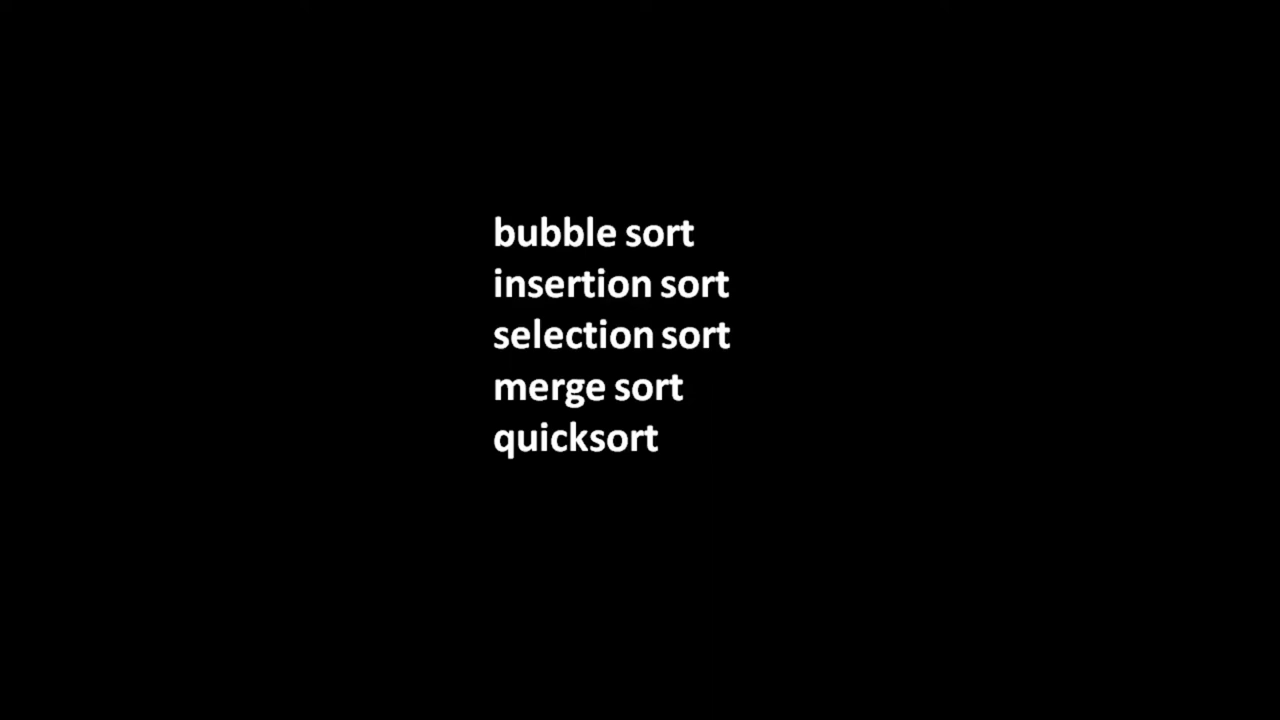 bubble sort
insertion sort
selection sort
merge sort
quicksort